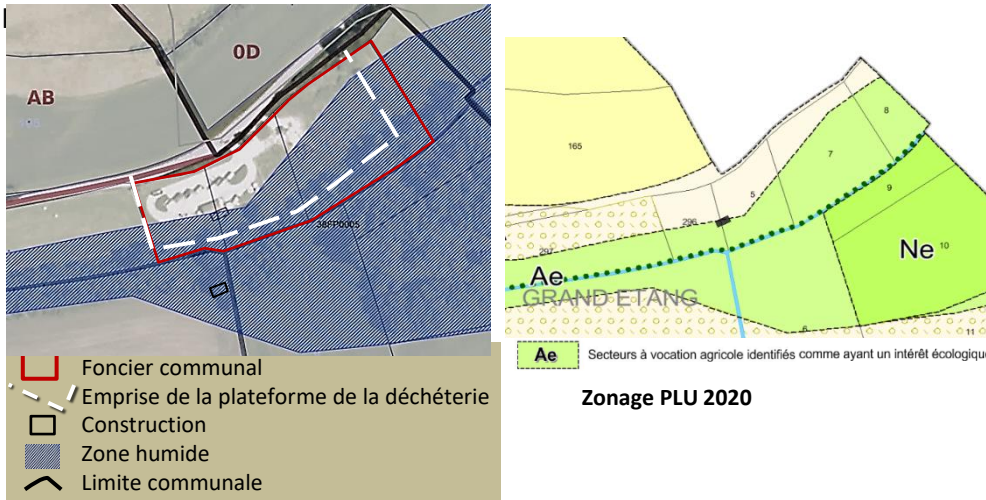 0D
AB
38FP0005
Foncier communal
Emprise de la plateforme de la déchéterie
Construction
Zone humide
Limite communale
165
8
7
5
9
296
297
10
Ne
Ae
GRAND ETANG
6
11
Ae Secteurs à vocation agricole identifiés comme ayant un intérêt écologique
Zonage PLU 2020